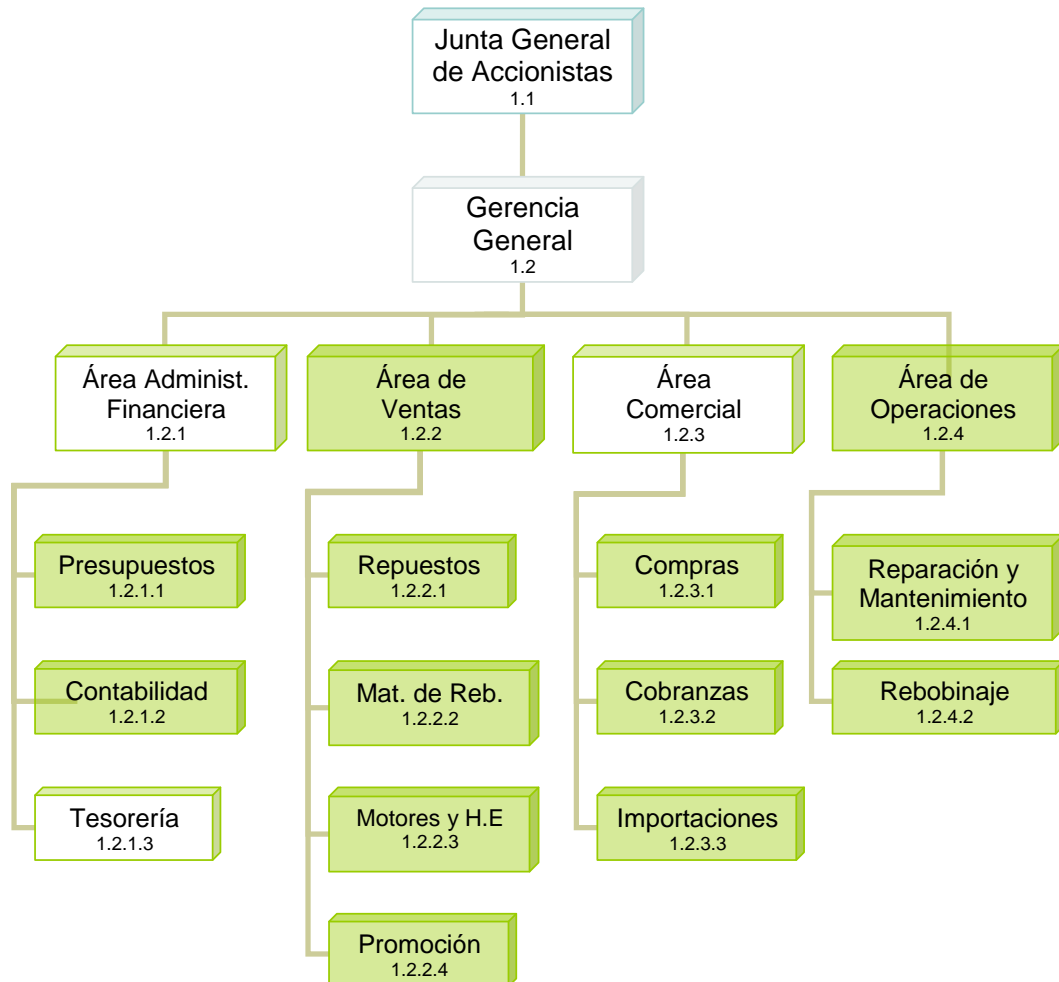 Junta General
de Accionistas
1.1
Gerencia
General
1.2
Área Administ.
Financiera
1.2.1
Área de
Ventas
1.2.2
Área
Comercial
1.2.3
Área de
Operaciones
1.2.4
Presupuestos
1.2.1.1
Contabilidad
1.2.1.2
Tesorería
1.2.1.3
Repuestos
1.2.2.1
Mat. de Reb.
1.2.2.2
Motores y H.E
1.2.2.3
Promoción
1.2.2.4
Compras
1.2.3.1
Cobranzas
1.2.3.2
Importaciones
1.2.3.3
Reparación y
Mantenimiento
1.2.4.1
Rebobinaje
1.2.4.2